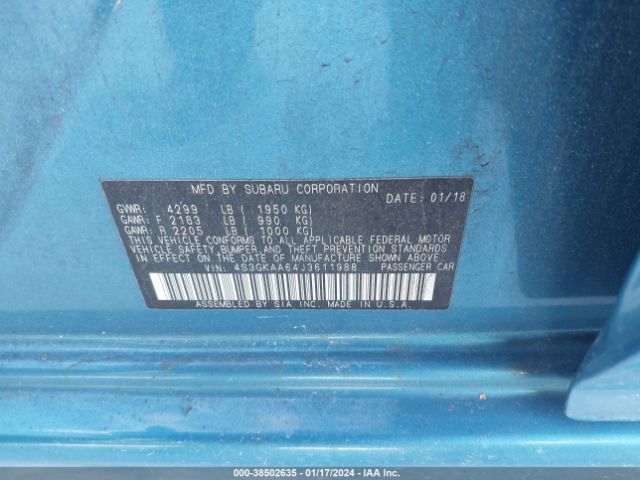 MFD BY SUBARU CORPORATION
DATE: 01/18
GVWR: 4299 LB ( 1950 KG)
GAWR: F 2183 LB ( 990 KG)
GAWR: R 2205 LB ( 1000 KG)
THIS VEHICLE CONFORMS TO ALL APPLICABLE FEDERAL MOTOR
VEHICLE SAFETY, BUMPER, AND THEFT PREVENTION STANDARDS
IN EFFECT ON THE DATE OF MANUFACTURE SHOWN ABOVE.
VIN: 4S3GKAA64J3611988 PASSENGER CAR
ASSEMBLED BY SIA INC. MADE IN U.S.A.
000-38502635 - 01/17/2024 - IAA Inc.